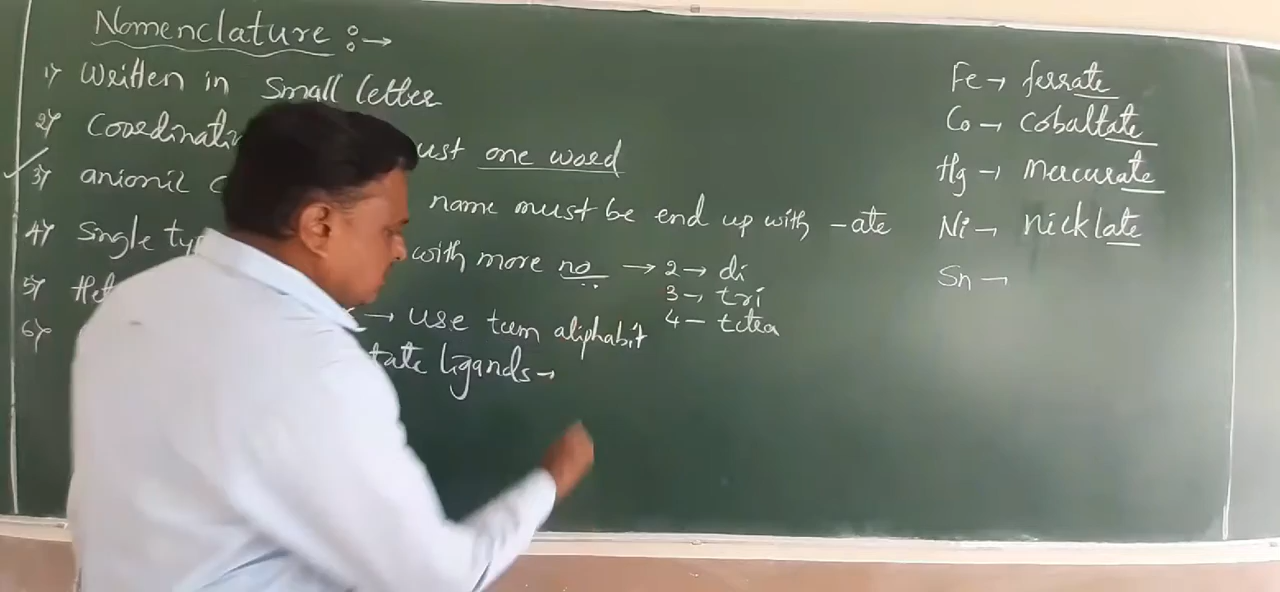 Nomenclature :→
1) Written in small letter
2) Coordinati ust one word
3) anionic name must be end up with -ate
4) Single ty with more no → 2 → di
3 → tri
4 - tetra
5) Het → use term aliphabit
6) tate ligands →
Fe → ferrate
Co → cobaltate
Hg → Mercurate
Ni → nicklate
Sn →